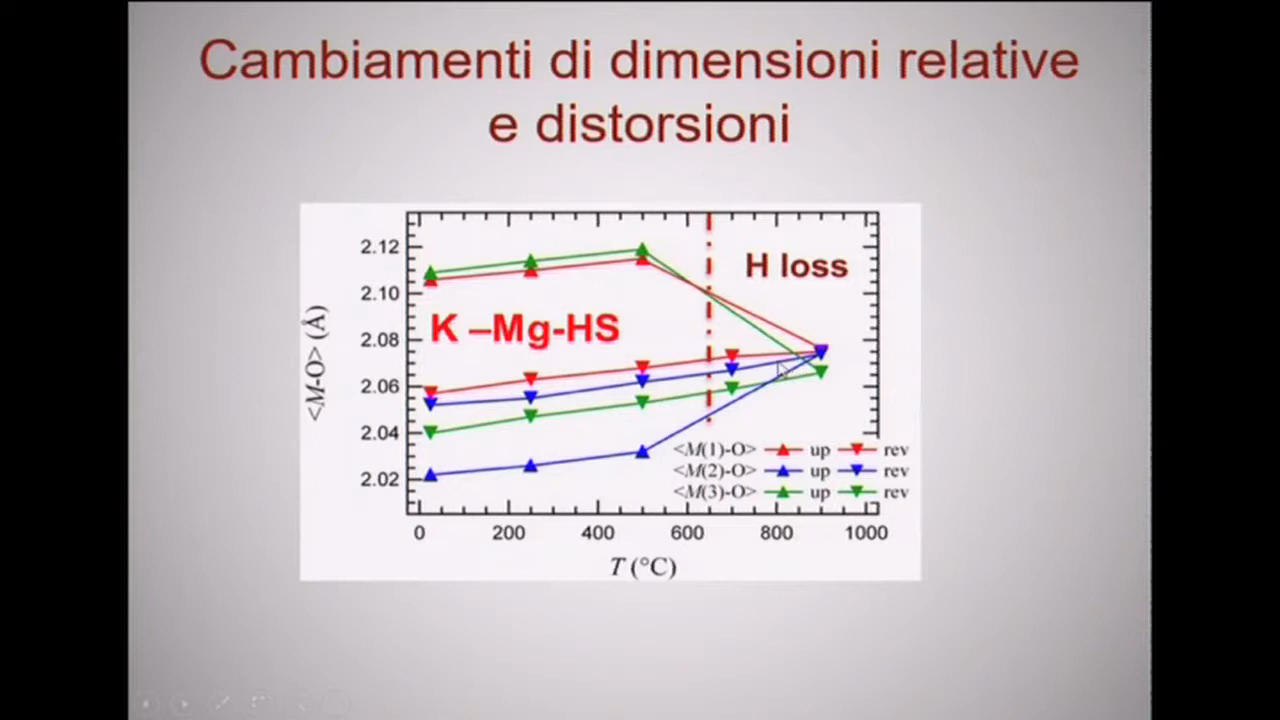 Cambiamenti di dimensioni relative
e distorsioni
2.12
2.10
2.08
2.06
2.04
2.02
<M-O> (Å)
H loss
K –Mg-HS
<M(1)-O> up rev
<M(2)-O> up rev
<M(3)-O> up rev
0 200 400 600 800 1000
T (°C)